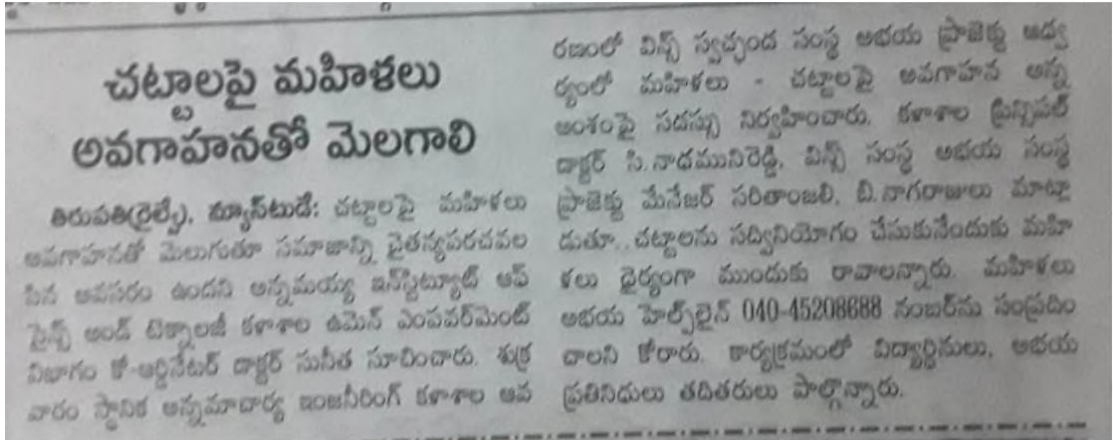 చట్టాలపై మహిళలు
అవగాహనతో మెలగాలి
తిరుపతి(రైల్వే), న్యూస్‌టుడే: చట్టాలపై మహిళలు
అవగాహనతో మెలుగుతూ సమాజాన్ని చైతన్యపరచవల
సిన అవసరం ఉందని అన్నమయ్య ఇన్‌స్టిట్యూట్ ఆఫ్
సైన్స్ అండ్ టెక్నాలజీ కళాశాల ఉమెన్ ఎంపవర్‌మెంట్
విభాగం కో-ఆర్డినేటర్ డాక్టర్ సునీత సూచించారు. శుక్ర
వారం స్థానిక అన్నమాచార్య ఇంజనీరింగ్ కళాశాల ఆవ
రణంలో విన్స్ స్వచ్ఛంద సంస్థ అభయ ప్రాజెక్టు ఆధ్వ
ర్యంలో మహిళలు - చట్టాలపై అవగాహన అన్న
అంశంపై సదస్సు నిర్వహించారు. కళాశాల ప్రిన్సిపల్
డాక్టర్ సి.నాధమునిరెడ్డి, విన్స్ సంస్థ అభయ సంస్థ
ప్రాజెక్టు మేనేజర్ సరితాంజలి, బి.నాగరాజులు మాట్లా
డుతూ..చట్టాలను సద్వినియోగం చేసుకునేందుకు మహి
ళలు ధైర్యంగా ముందుకు రావాలన్నారు. మహిళలు
అభయ హెల్ప్‌లైన్ 040-45208688 నంబర్‌ను సంప్రదిం
చాలని కోరారు. కార్యక్రమంలో విద్యార్థినులు, అభయ
ప్రతినిధులు తదితరులు పాల్గొన్నారు.